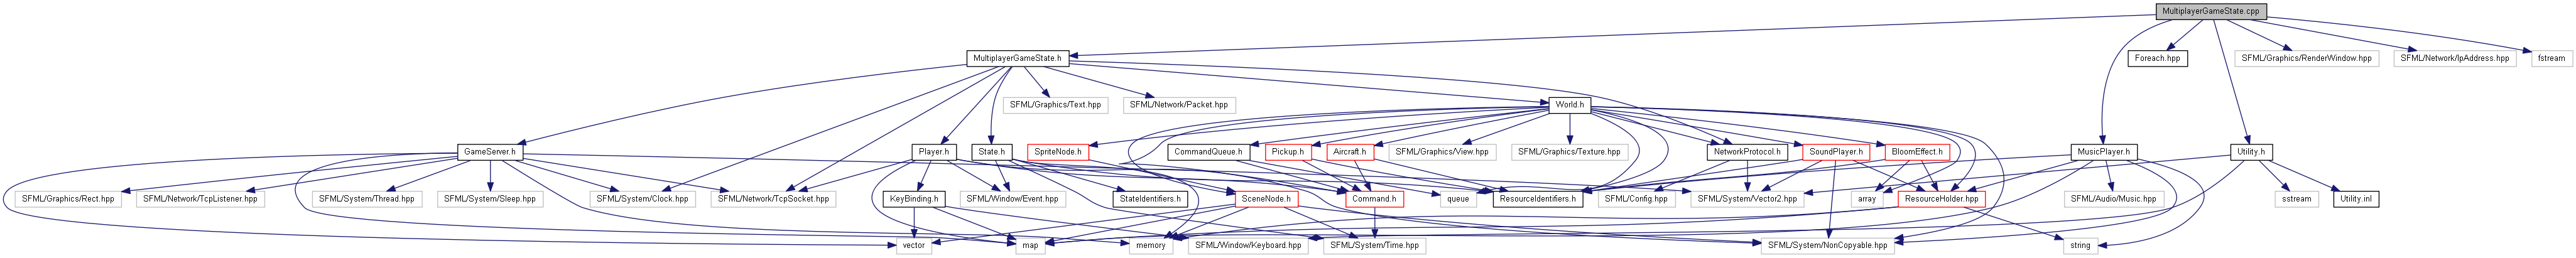 MultiplayerGameState.cpp
MultiplayerGameState.h
Foreach.hpp
SFML/Graphics/RenderWindow.hpp
SFML/Network/IpAddress.hpp
fstream
SFML/Graphics/Text.hpp
SFML/Network/Packet.hpp
World.h
GameServer.h
Player.h
State.h
SpriteNode.h
CommandQueue.h
Pickup.h
Aircraft.h
SFML/Graphics/View.hpp
SFML/Graphics/Texture.hpp
NetworkProtocol.h
SoundPlayer.h
BloomEffect.h
MusicPlayer.h
Utility.h
SFML/Graphics/Rect.hpp
SFML/Network/TcpListener.hpp
SFML/System/Thread.hpp
SFML/System/Sleep.hpp
SFML/System/Clock.hpp
SFML/Network/TcpSocket.hpp
KeyBinding.h
SFML/Window/Event.hpp
StateIdentifiers.h
SceneNode.h
Command.h
queue
ResourceIdentifiers.h
SFML/Config.hpp
SFML/System/Vector2.hpp
array
ResourceHolder.hpp
SFML/Audio/Music.hpp
sstream
Utility.inl
vector
map
memory
SFML/Window/Keyboard.hpp
SFML/System/Time.hpp
SFML/System/NonCopyable.hpp
string